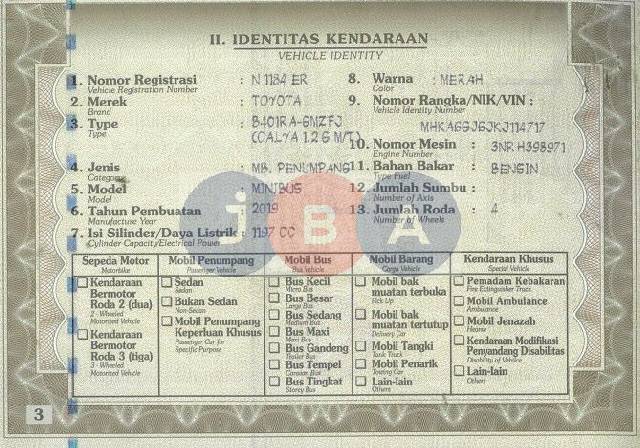 II. IDENTITAS KENDARAAN
VEHICLE IDENTITY
1. Nomor Registrasi : N 1184 ER
Vehicle Registration Number
2. Merek : TOYOTA
Brand
3. Type : B401RA-GMZFJ
Type (CALYA 1.2 G M/T)
4. Jenis : MB. PENUMPANG
Category
5. Model : MINIBUS
Model
6. Tahun Pembuatan : 2019
Manufacture Year
7. Isi Silinder/Daya Listrik : 1197 CC
Cylinder Capacity/Electrical Power
8. Warna : MERAH
Color
9. Nomor Rangka/NIK/VIN :
Vehicle Identity Number
MHKA6GJ6JKJ114717
10. Nomor Mesin : 3NRH398971
Engine Number
11. Bahan Bakar : BENSIN
Type Fuel
12. Jumlah Sumbu :
Number of Axis
13. Jumlah Roda : 4
Number of Wheels
jBA
Sepeda Motor
Motorbike
Kendaraan
Bermotor
Roda 2 (dua)
2 - Wheeled
Motorized Vehicle
Kendaraan
Bermotor
Roda 3 (tiga)
3 - Wheeled
Motorized Vehicle
Mobil Penumpang
Passenger Vehicle
Sedan
Sedan
Bukan Sedan
Non-Sedan
Mobil Penumpang
Keperluan Khusus
Passenger Car for
Specific Purpose
Mobil Bus
Bus Vehicle
Bus Kecil
Micro Bus
Bus Besar
Large Bus
Bus Sedang
Medium Bus
Bus Maxi
Maxi Bus
Bus Gandeng
Trailer Bus
Bus Tempel
Caravan Bus
Bus Tingkat
Storey Bus
Mobil Barang
Cargo Vehicle
Mobil bak
muatan terbuka
Pick Up
Mobil bak
muatan tertutup
Delivery Car
Mobil Tangki
Tank Truck
Mobil Penarik
Towing Car
Lain-lain
Others
Kendaraan Khusus
Special Vehicle
Pemadam Kebakaran
Fire Extinguisher Truck
Mobil Ambulance
Ambulance
Mobil Jenazah
Hearse
Kendaraan Modifikasi
Penyandang Disabilitas
Disability of Vehicle
Lain-lain
Others
3